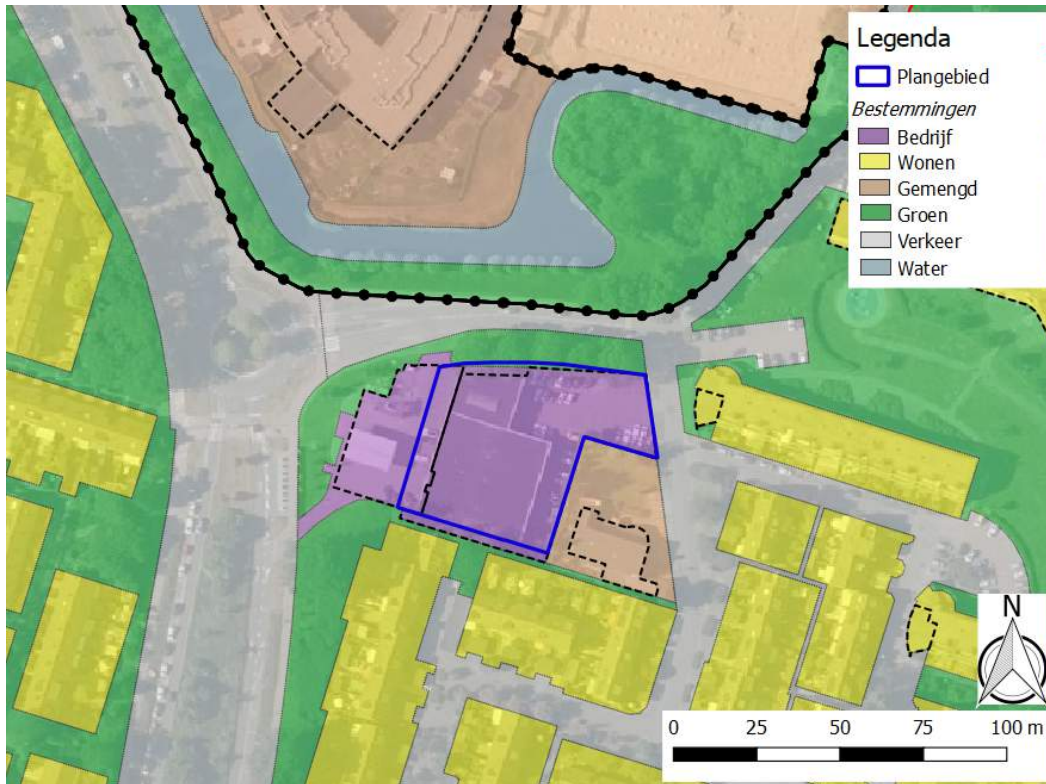 Legenda
Plangebied
Bestemmingen
Bedrijf
Wonen
Gemengd
Groen
Verkeer
Water
N
0 25 50 75 100 m